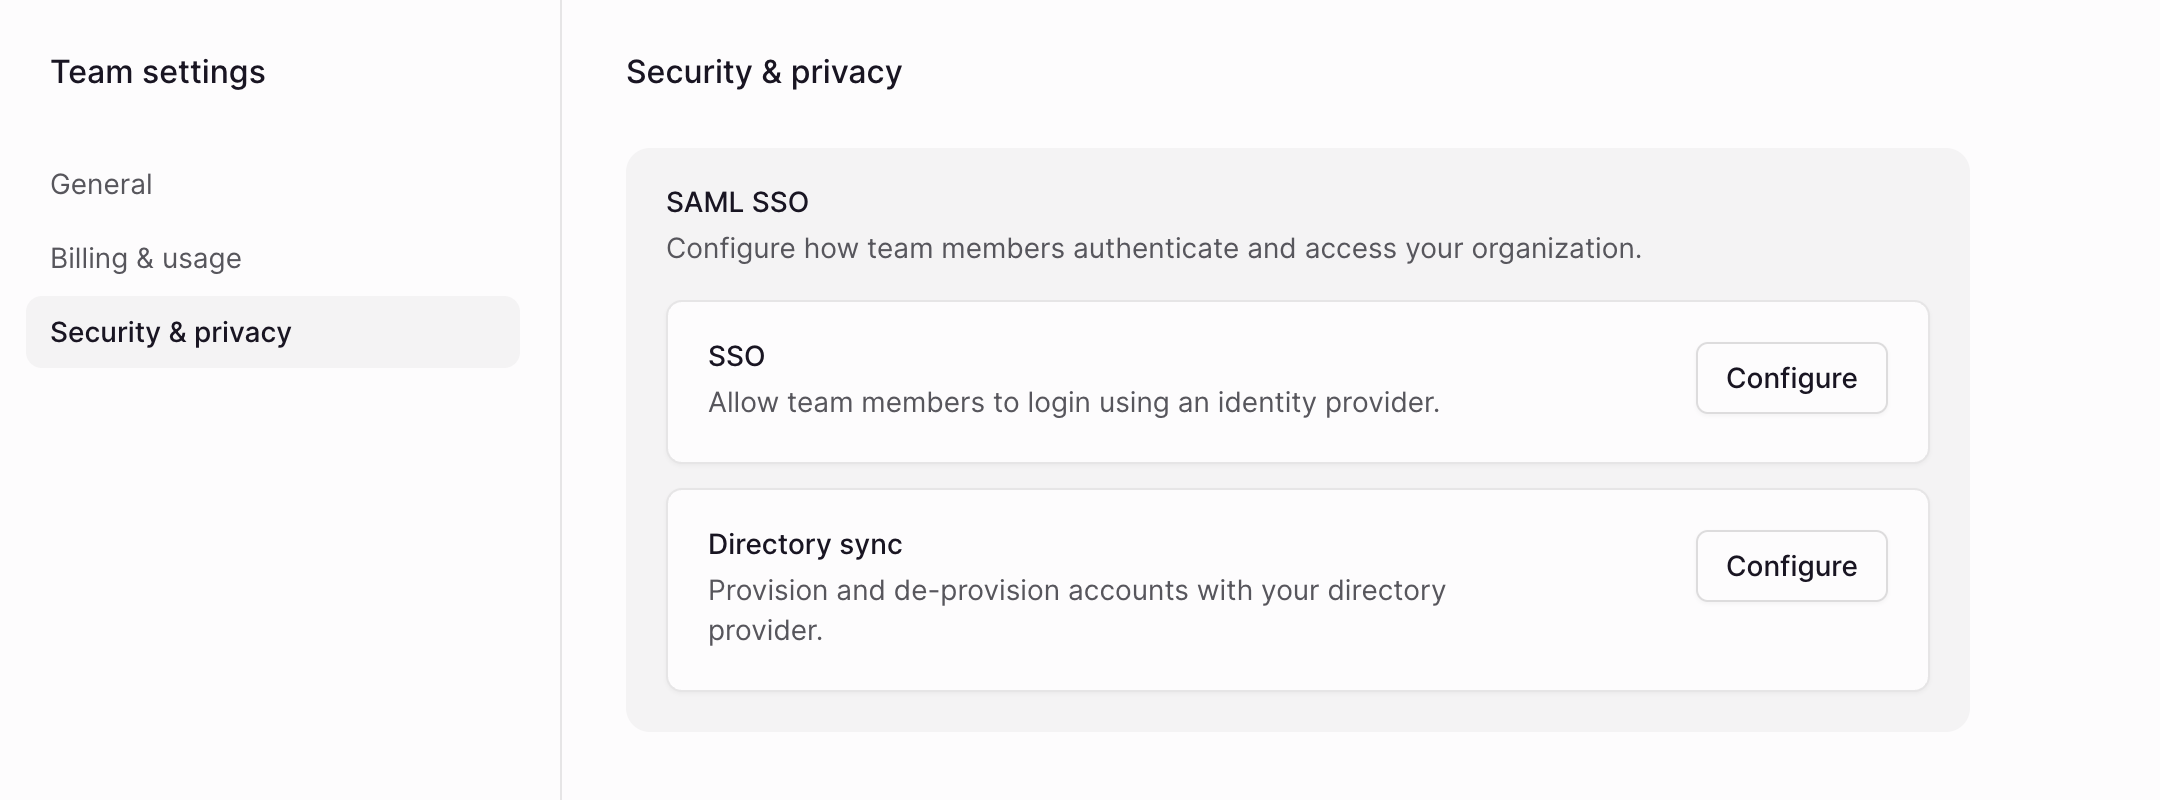 Team settings
General
Billing & usage
Security & privacy
Security & privacy
SAML SSO
Configure how team members authenticate and access your organization.
SSO
Allow team members to login using an identity provider.
Configure
Directory sync
Provision and de-provision accounts with your directory
provider.
Configure